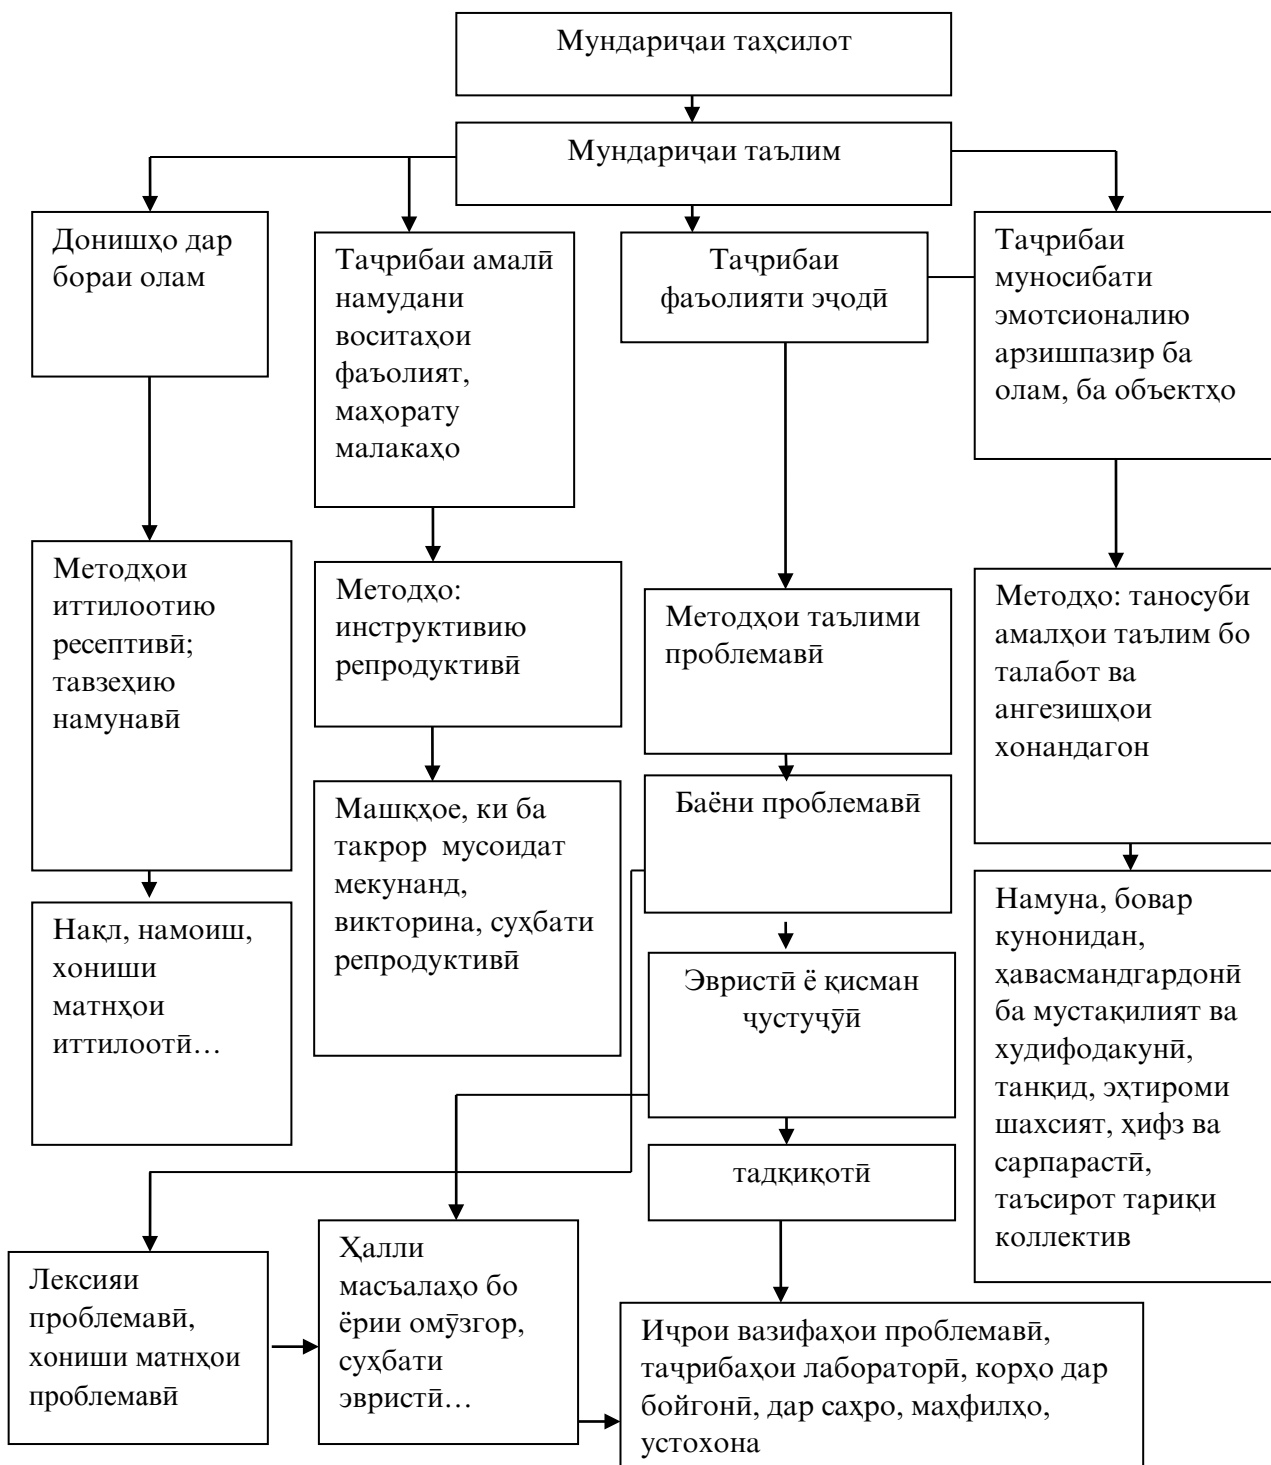 Мундариҷаи таҳсилот
Мундариҷаи таълим
Донишҳо дар
бораи олам
Таҷрибаи амалӣ
намудани
воситаҳои
фаъолият,
маҳорату
малакаҳо
Таҷрибаи
фаъолияти эҷодӣ
Таҷрибаи
муносибати
эмотсионалию
арзишпазир ба
олам, ба объектҳо
Методҳои
иттилоотию
ресептивӣ;
тавзеҳию
намунавӣ
Методҳо:
инструктивию
репродуктивӣ
Методҳои таълими
проблемавӣ
Методҳо: таносуби
амалҳои таълим бо
талабот ва
ангезишҳои
хонандагон
Нақл, намоиш,
хониши
матнҳои
иттилоотӣ…
Машқҳое, ки ба
такрор мусоидат
мекунанд,
викторина, суҳбати
репродуктивӣ
Баёни проблемавӣ
Эвристӣ ё қисман
ҷустуҷӯӣ
тадқиқотӣ
Намуна, бовар
кунонидан,
ҳавасмандгардонӣ
ба мустақилият ва
худифодакунӣ,
танқид, эҳтироми
шахсият, ҳифз ва
сарпарастӣ,
таъсирот тариқи
коллектив
Лексияи
проблемавӣ,
хониши матнҳои
проблемавӣ
Ҳалли
масъалаҳо бо
ёрии омӯзгор,
суҳбати
эвристӣ…
Иҷрои вазифаҳои проблемавӣ,
таҷрибаҳои лабораторӣ, корҳо дар
бойгонӣ, дар саҳро, маҳфилҳо,
устохона